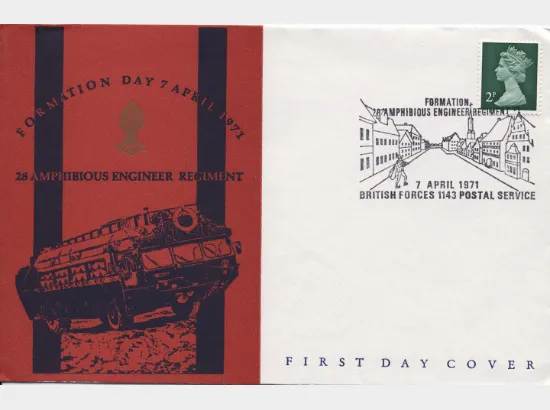 FORMATION DAY 7 APRIL 1971
28 AMPHIBIOUS ENGINEER REGIMENT
2P
FORMATION,
28 AMPHIBIOUS ENGINEER REGIMENT
7 APRIL 1971
BRITISH FORCES 1143 POSTAL SERVICE
FIRST DAY COVER